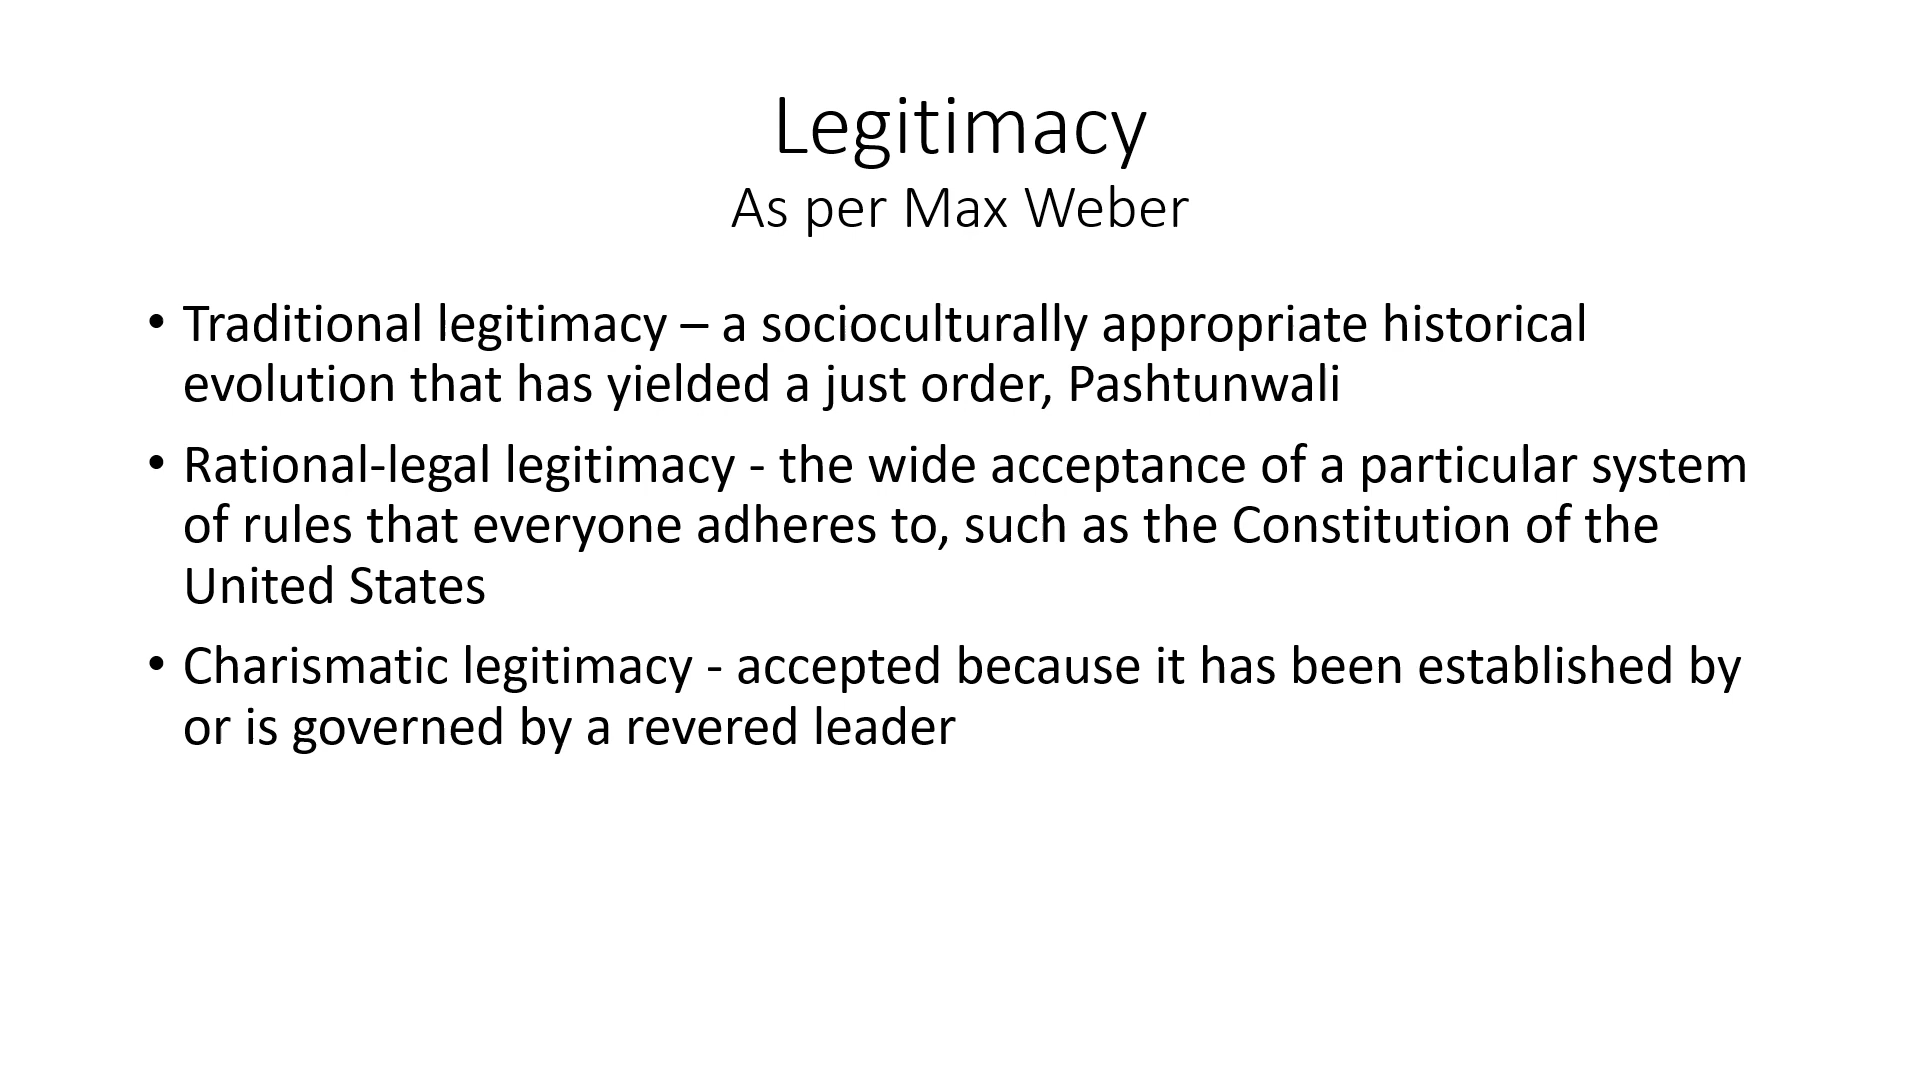 Legitimacy
As per Max Weber
• Traditional legitimacy – a socioculturally appropriate historical
evolution that has yielded a just order, Pashtunwali
• Rational-legal legitimacy - the wide acceptance of a particular system
of rules that everyone adheres to, such as the Constitution of the
United States
• Charismatic legitimacy - accepted because it has been established by
or is governed by a revered leader